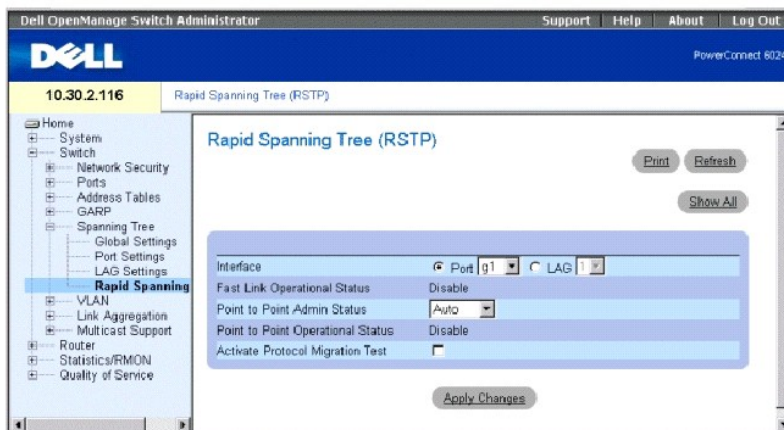 Dell OpenManage Switch Administrator
Support Help About Log Out
DELL
PowerConnect 6024
10.30.2.116
Rapid Spanning Tree (RSTP)
Home
System
Switch
Network Security
Ports
Address Tables
GARP
Spanning Tree
Global Settings
Port Settings
LAG Settings
Rapid Spanning
VLAN
Link Aggregation
Multicast Support
Router
Statistics/RMON
Quality of Service
Rapid Spanning Tree (RSTP)
Print Refresh
Show All
Interface Port g1 LAG 1
Fast Link Operational Status Disable
Point to Point Admin Status Auto
Point to Point Operational Status Disable
Activate Protocol Migration Test
Apply Changes